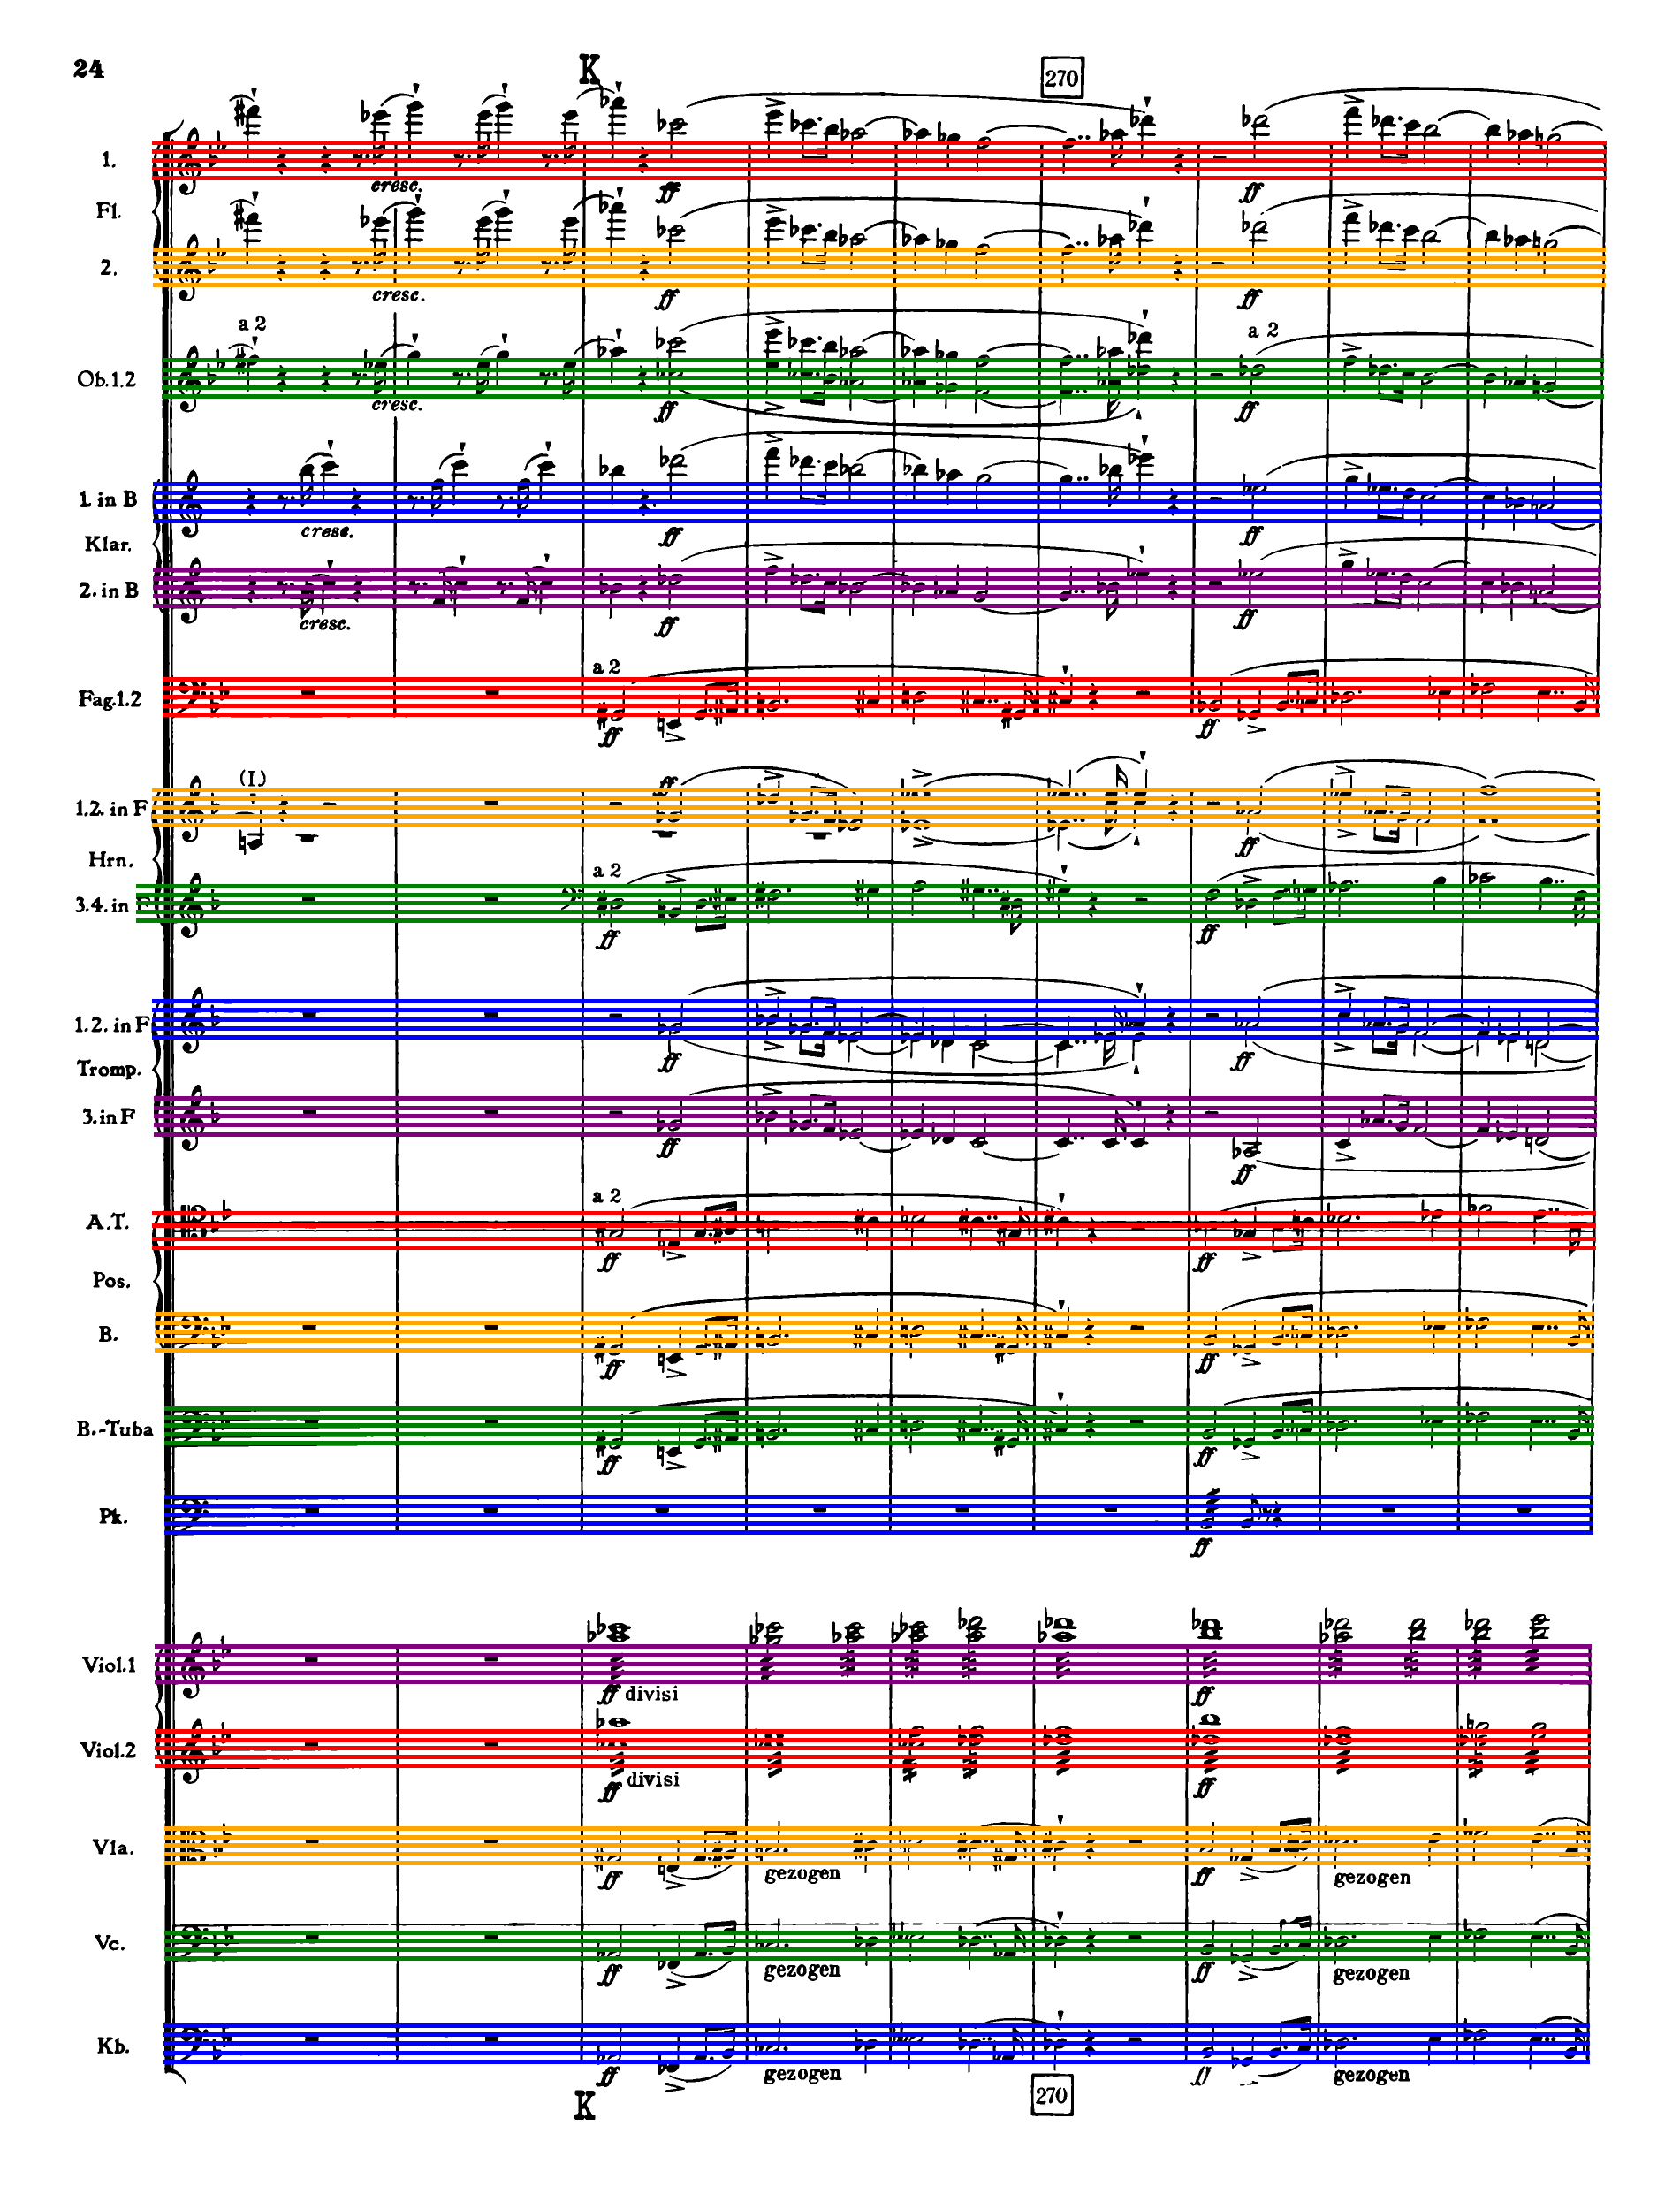 24
K
270
1.
cresc.
ff
ff
Fl.
2.
cresc.
ff
ff
a 2
a 2
Ob.1.2
cresc.
ff
ff
1. in B
cresc.
ff
ff
Klar.
2. in B
cresc.
ff
ff
a 2
Fag.1.2
ff
ff
(I.)
ff
1.2. in F
ff
Hrn.
a 2
3.4. in F
ff
ff
1. 2. in F
ff
ff
Tromp.
3. in F
ff
ff
a 2
A.T.
ff
ff
Pos.
B.
ff
ff
B.-Tuba
ff
ff
Pk.
ff
Viol.1
ff divisi
ff
Viol.2
ff divisi
ff
Vla.
ff
gezogen
ff
gezogen
Vc.
ff
gezogen
ff
gezogen
Kb.
ff
gezogen
gezogen
K
270